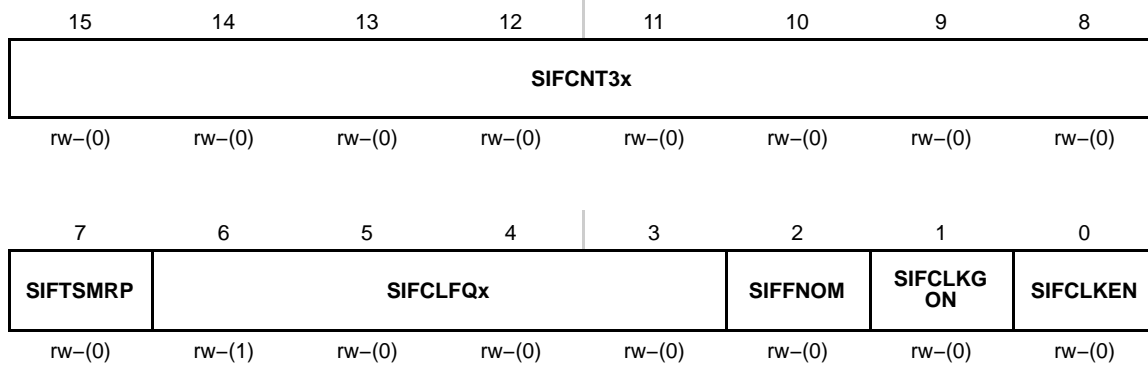 15 14 13 12 11 10 9 8
SIFCNT3x
rw−(0) rw−(0) rw−(0) rw−(0) rw−(0) rw−(0) rw−(0) rw−(0)
7 6 5 4 3 2 1 0
SIFTSMRP SIFCLFQx SIFFNOM SIFCLKG SIFCLKEN
ON
rw−(0) rw−(1) rw−(0) rw−(0) rw−(0) rw−(0) rw−(0) rw−(0)